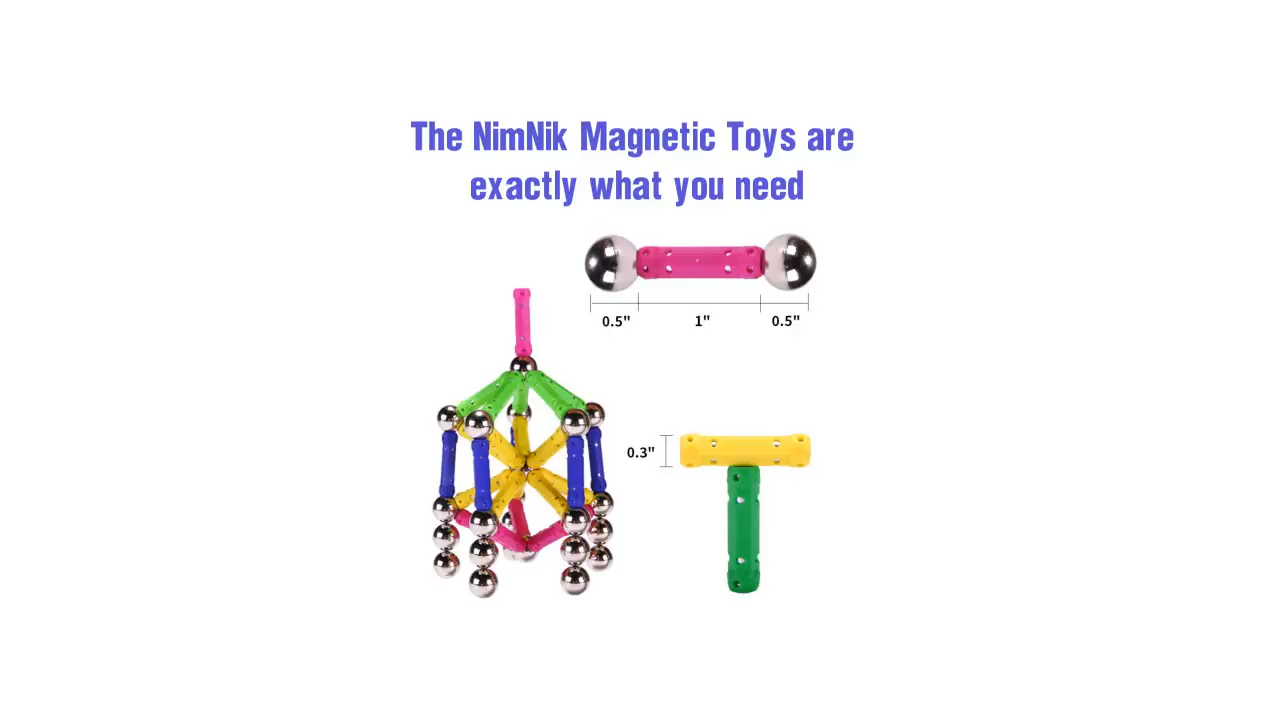 The NimNik Magnetic Toys are
exactly what you need
0.5" 1" 0.5"
0.3"